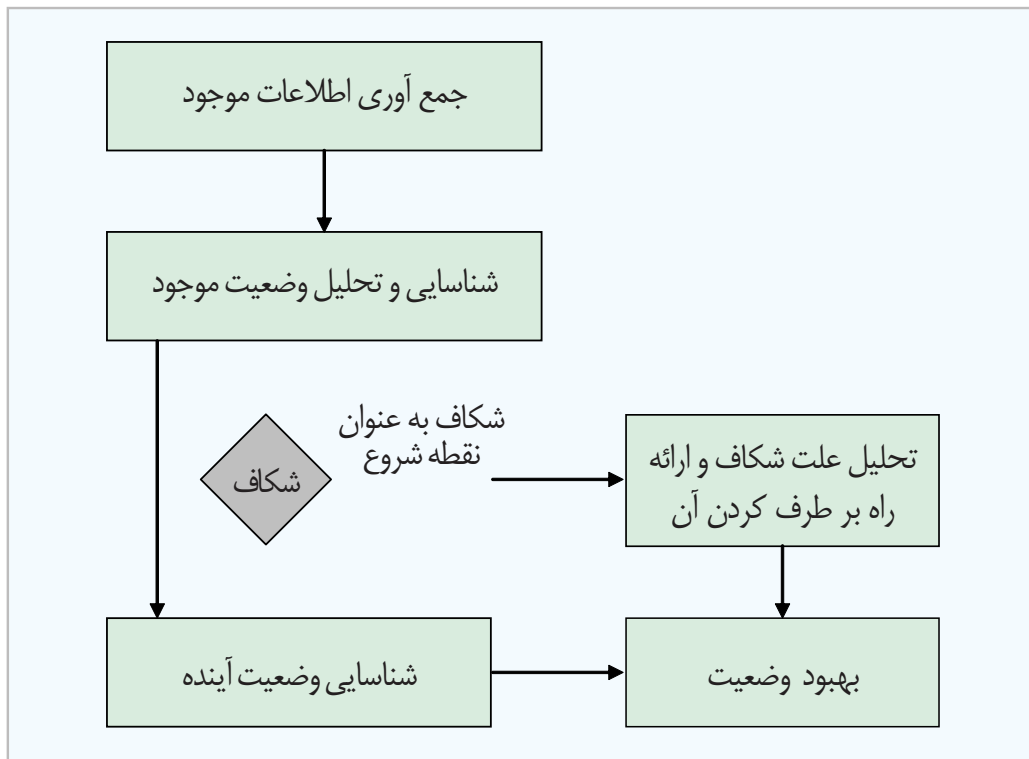 جمع آوری اطلاعات موجود
شناسایی و تحلیل وضعیت موجود
شکاف به عنوان
نقطه شروع
شکاف
تحلیل علت شکاف و ارائه
راه بر طرف کردن آن
شناسایی وضعیت آینده
بهبود وضعیت